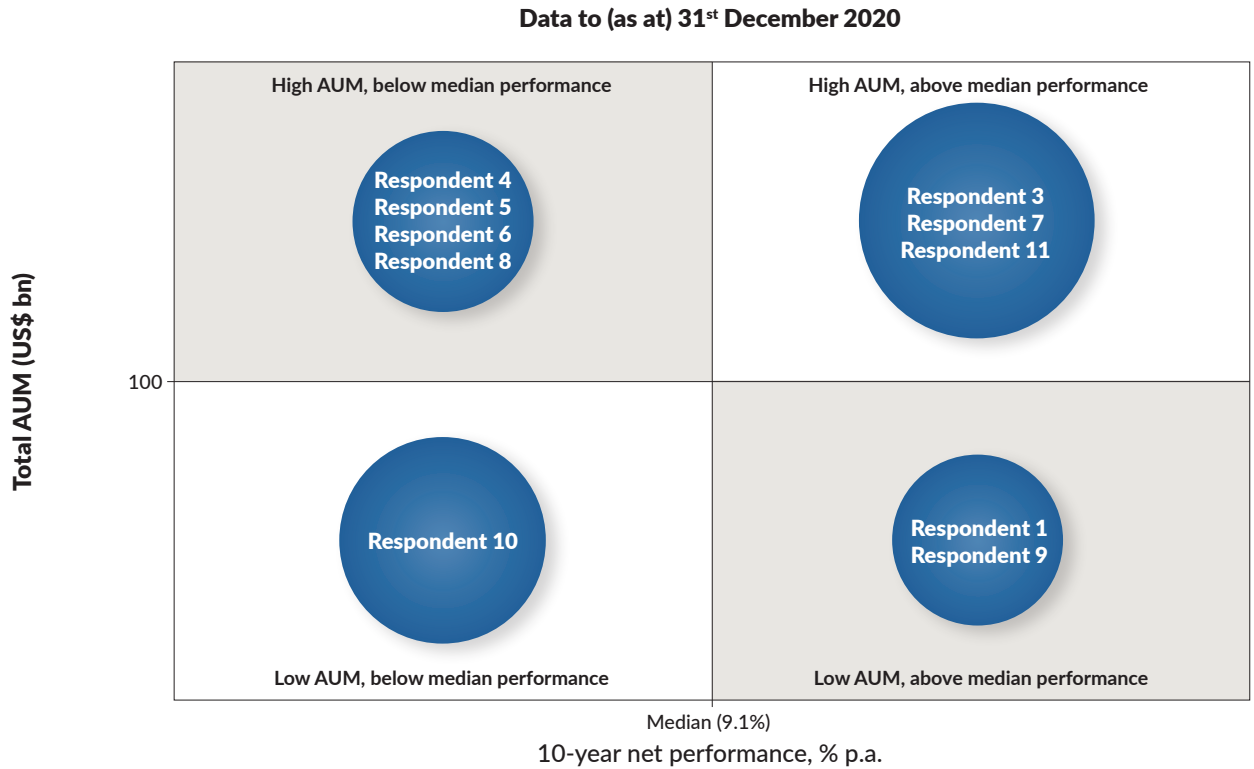 Data to (as at) 31st December 2020
High AUM, below median performance
High AUM, above median performance
Respondent 4
Respondent 5
Respondent 6
Respondent 8
Respondent 3
Respondent 7
Respondent 11
Total AUM (US$ bn)
100
Respondent 10
Respondent 1
Respondent 9
Low AUM, below median performance
Low AUM, above median performance
Median (9.1%)
10-year net performance, % p.a.